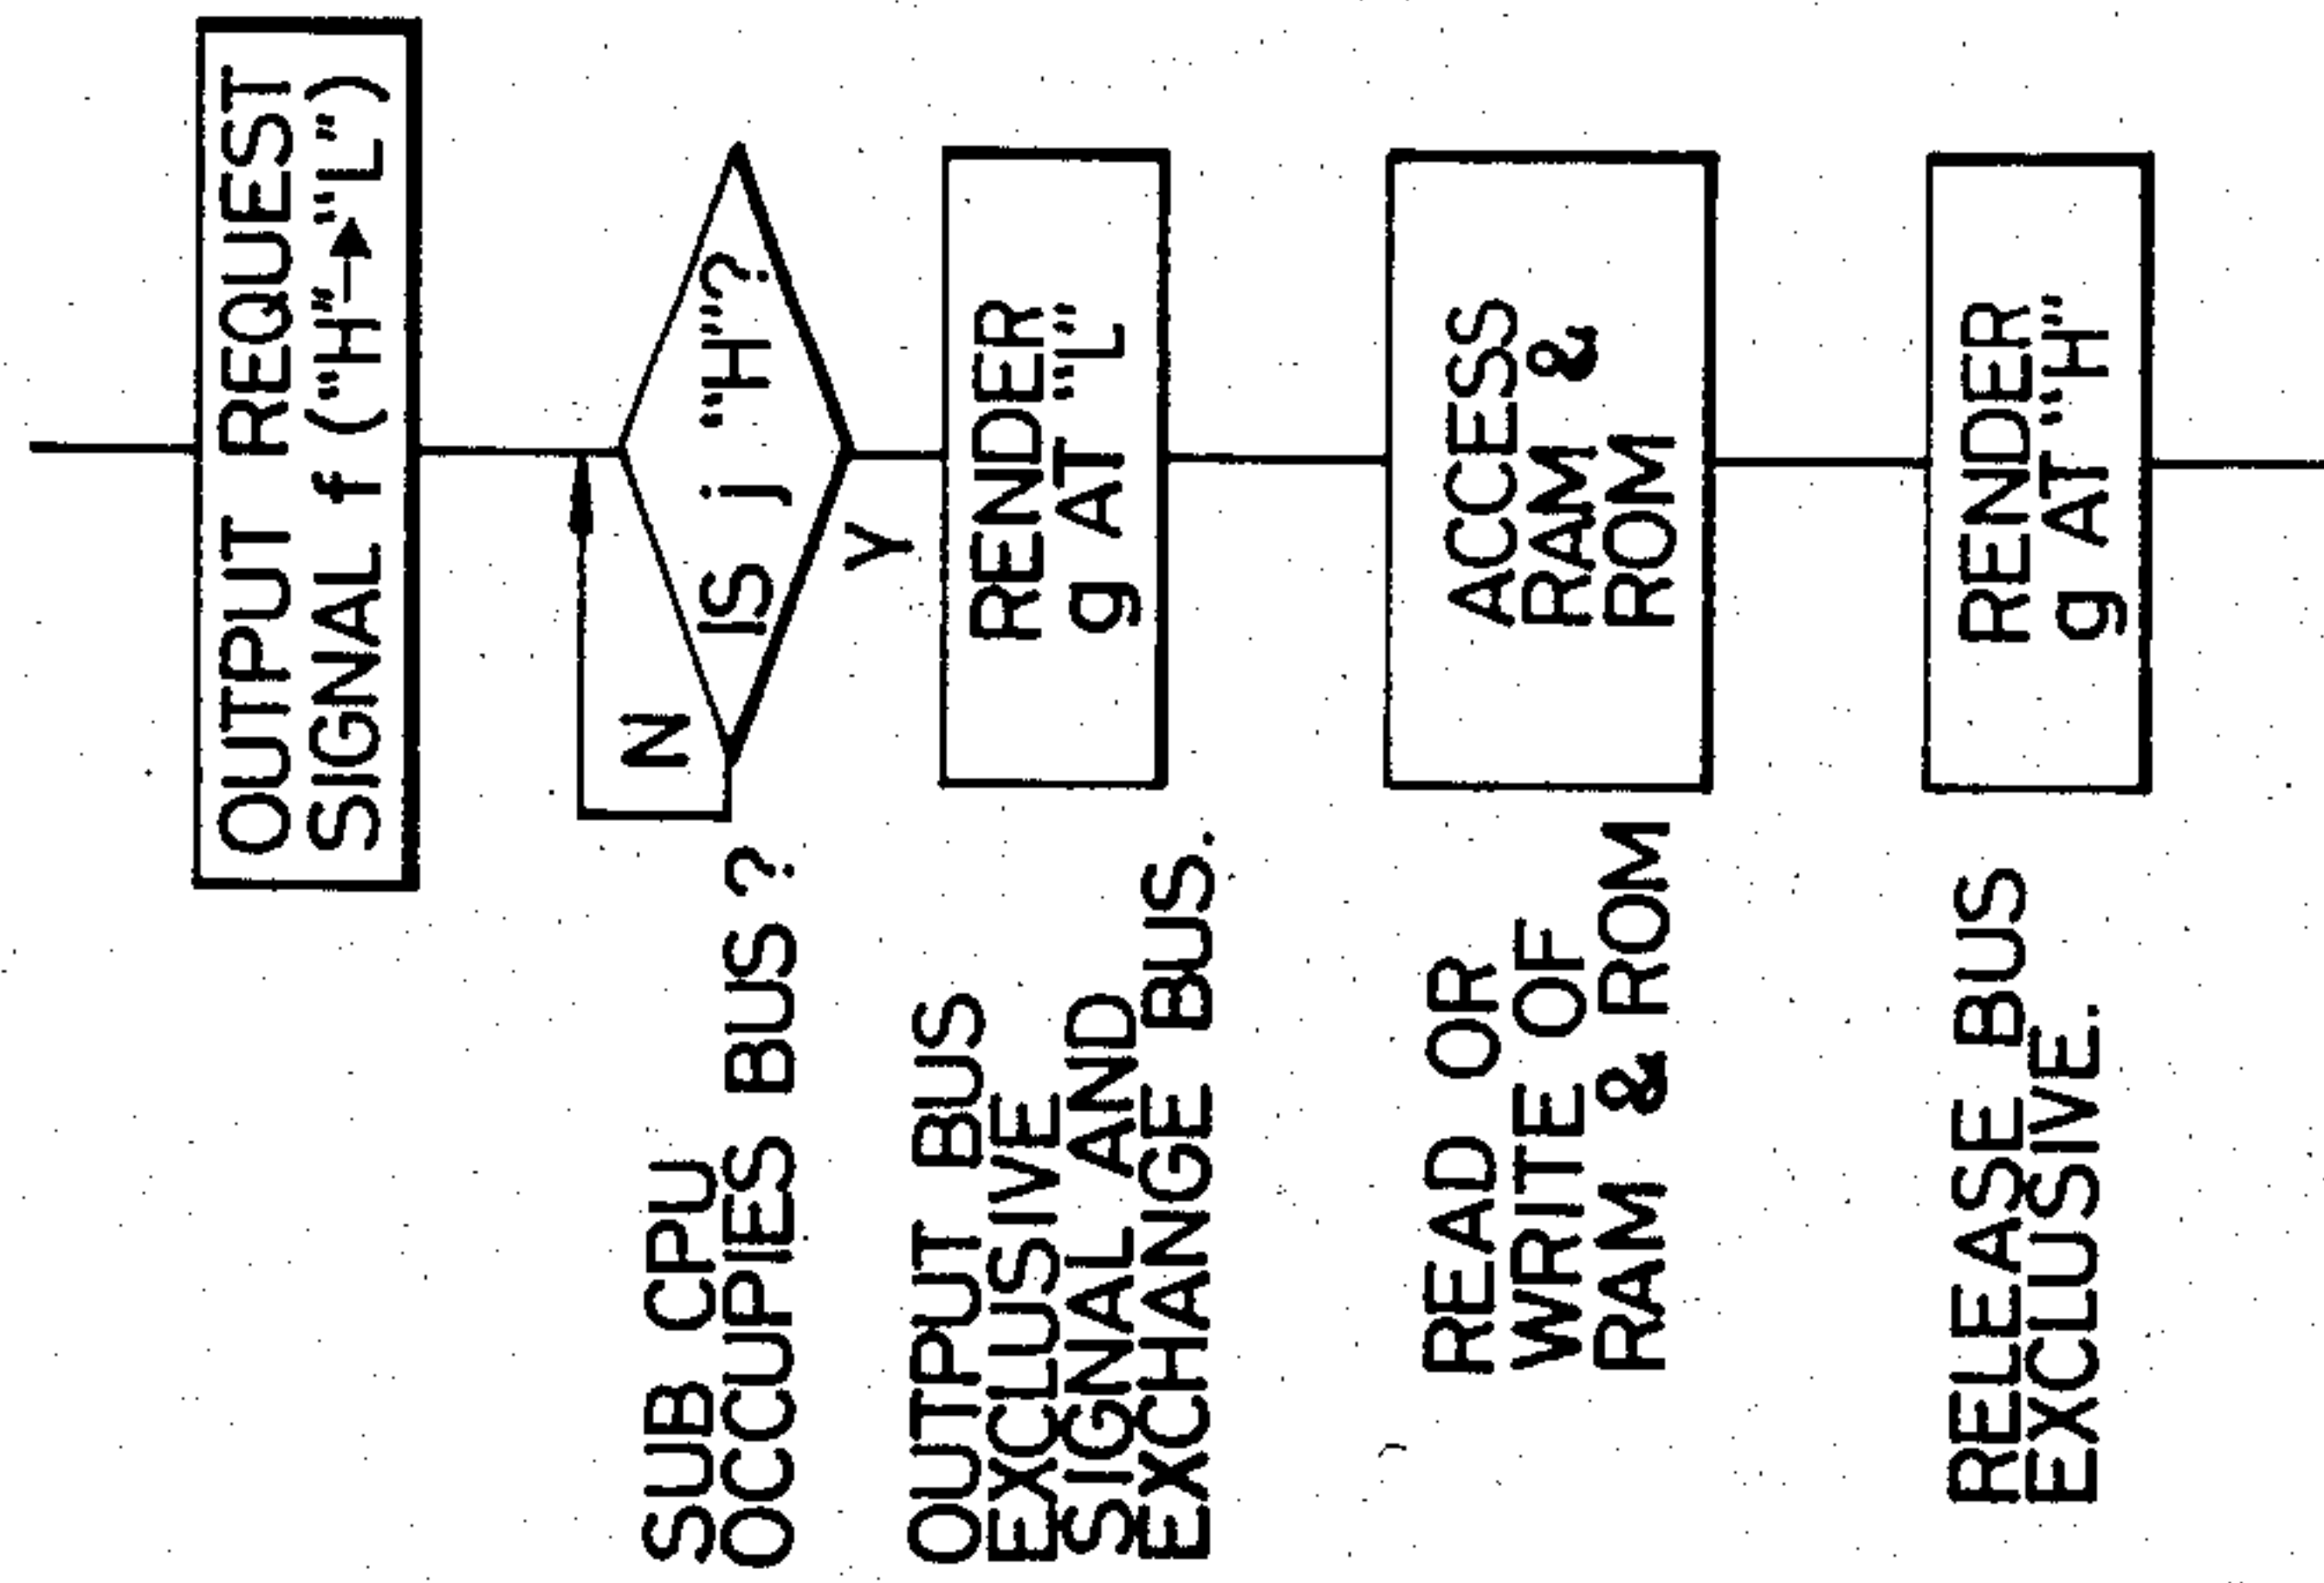 OUTPUT REQUEST
SIGNAL f ("H"→"L")
SUB CPU
OCCUPIES BUS ?
IS j "H"?
N
Y
OUTPUT BUS
EXCLUSIVE
SIGNAL AND
EXCHANGE BUS.
RENDER
g AT "L"
READ OR
WRITE OF
RAM & ROM
ACCESS
RAM &
ROM
RELEASE BUS
EXCLUSIVE.
RENDER
g AT "H"